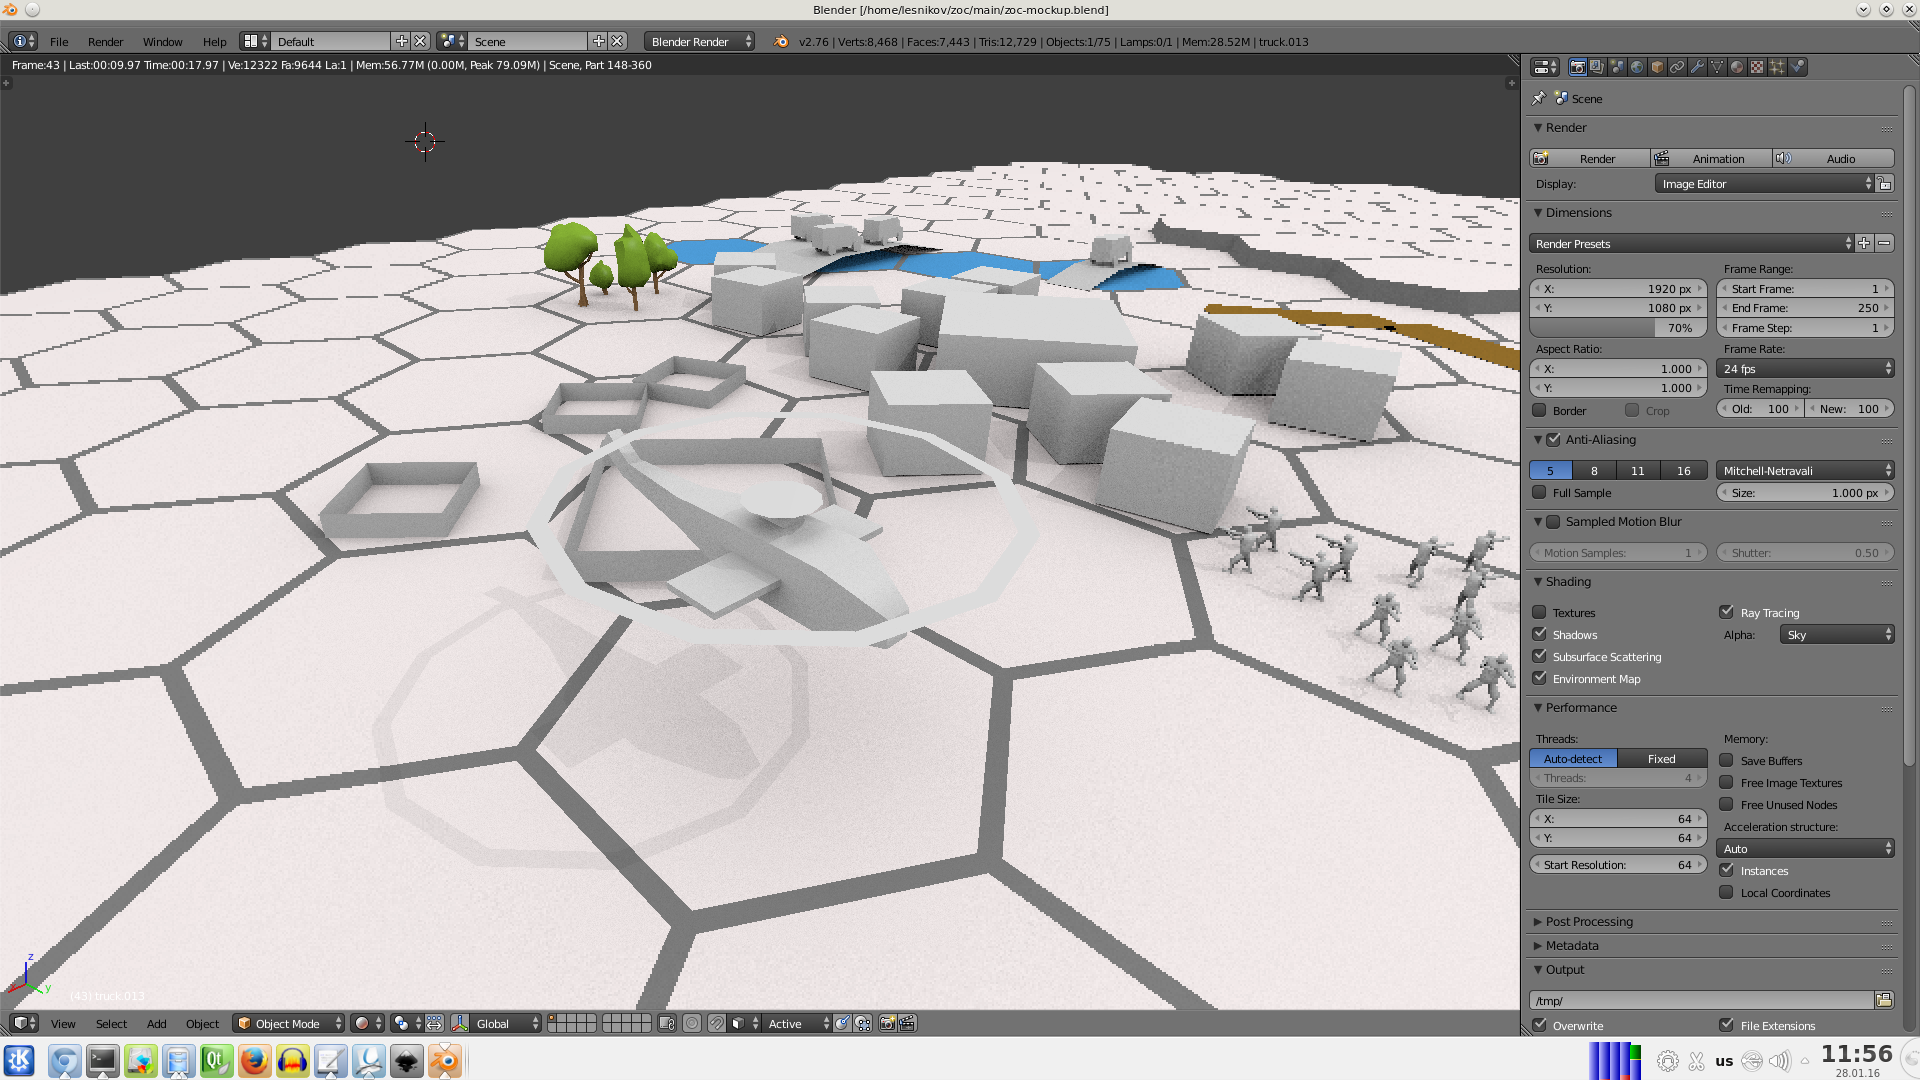 Blender [/home/lesnikov/zoc/main/zoc-mockup.blend]
File Render Window Help Default Scene Blender Render v2.76 | Verts:8,468 | Faces:7,443 | Tris:12,729 | Objects:1/75 | Lamps:0/1 | Mem:28.52M | truck.013
Frame:43 | Last:00:09.97 Time:00:17.97 | Ve:12322 Fa:9644 La:1 | Mem:56.77M (0.00M, Peak 79.09M) | Scene, Part 148-360
Scene
Render
Render Animation Audio
Display: Image Editor
Dimensions
Render Presets
Resolution: Frame Range:
X: 1920 px Start Frame: 1
Y: 1080 px End Frame: 250
70% Frame Step: 1
Aspect Ratio: Frame Rate:
X: 1.000 24 fps
Y: 1.000 Time Remapping:
Border Crop Old: 100 New: 100
Anti-Aliasing
5 8 11 16 Mitchell-Netravali
Full Sample Size: 1.000 px
Sampled Motion Blur
Motion Samples: 1 Shutter: 0.50
Shading
Textures Ray Tracing
Shadows Alpha: Sky
Subsurface Scattering
Environment Map
Performance
Threads: Memory:
Auto-detect Fixed Save Buffers
Threads: 4 Free Image Textures
Tile Size: Free Unused Nodes
X: 64 Acceleration structure:
Y: 64 Auto
Start Resolution: 64 Instances
Local Coordinates
Post Processing
Metadata
Output
/tmp/
Overwrite File Extensions
z
y
(43) truck.013
View Select Add Object Object Mode Global Active
Qt
us
11:56
28.01.16